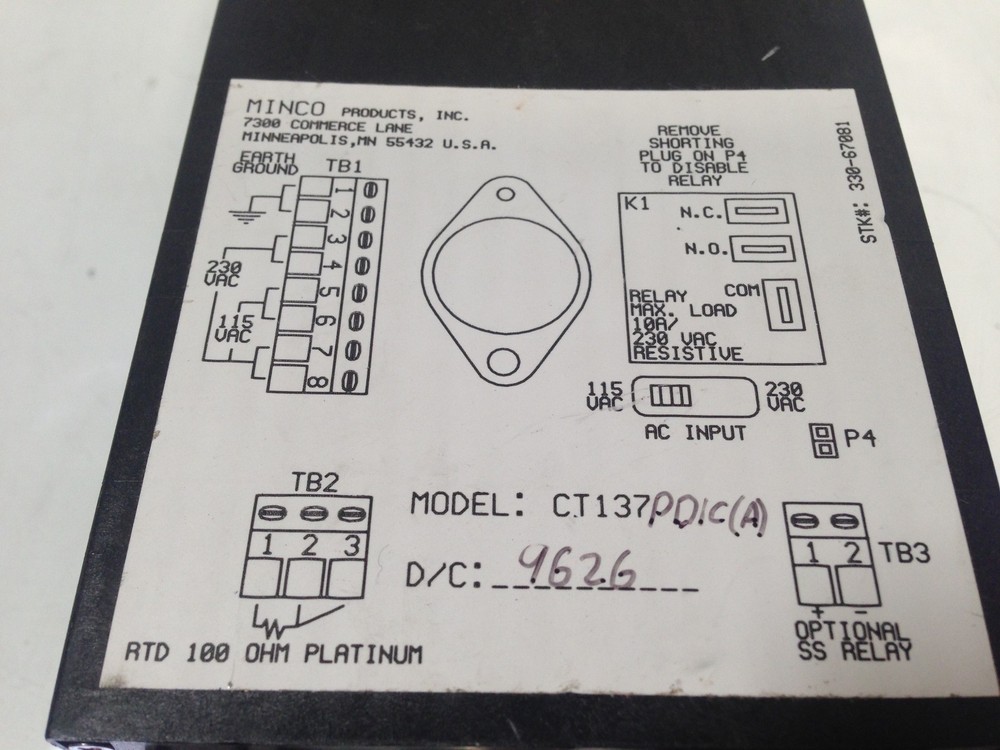 MINCO PRODUCTS, INC.
7300 COMMERCE LANE
MINNEAPOLIS,MN 55432 U.S.A.
EARTH
GROUND
TB1
1
2
3
4
5
6
7
8
230
VAC
115
VAC
REMOVE
SHORTING
PLUG ON P4
TO DISABLE
RELAY
K1
N.C.
N.O.
COM
RELAY
MAX. LOAD
10A/
230 VAC
RESISTIVE
STK#: 330-67081
115
VAC
230
VAC
AC INPUT
P4
TB2
1 2 3
RTD 100 OHM PLATINUM
MODEL: CT137PD1C(A)
D/C: 9626
1 2
TB3
+ −
OPTIONAL
SS RELAY